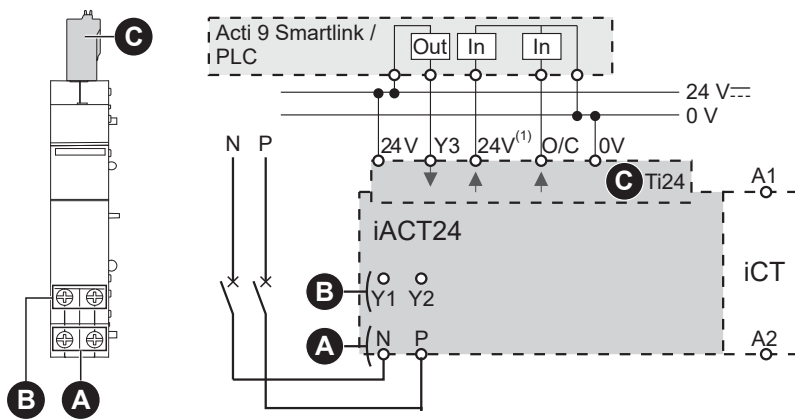 C
Acti 9 Smartlink /
PLC
Out In In
24 V
0 V
N P
24V Y3 24V(1) O/C 0V
C Ti24
A1
iACT24
iCT
B Y1 Y2
A N P
A2
B A